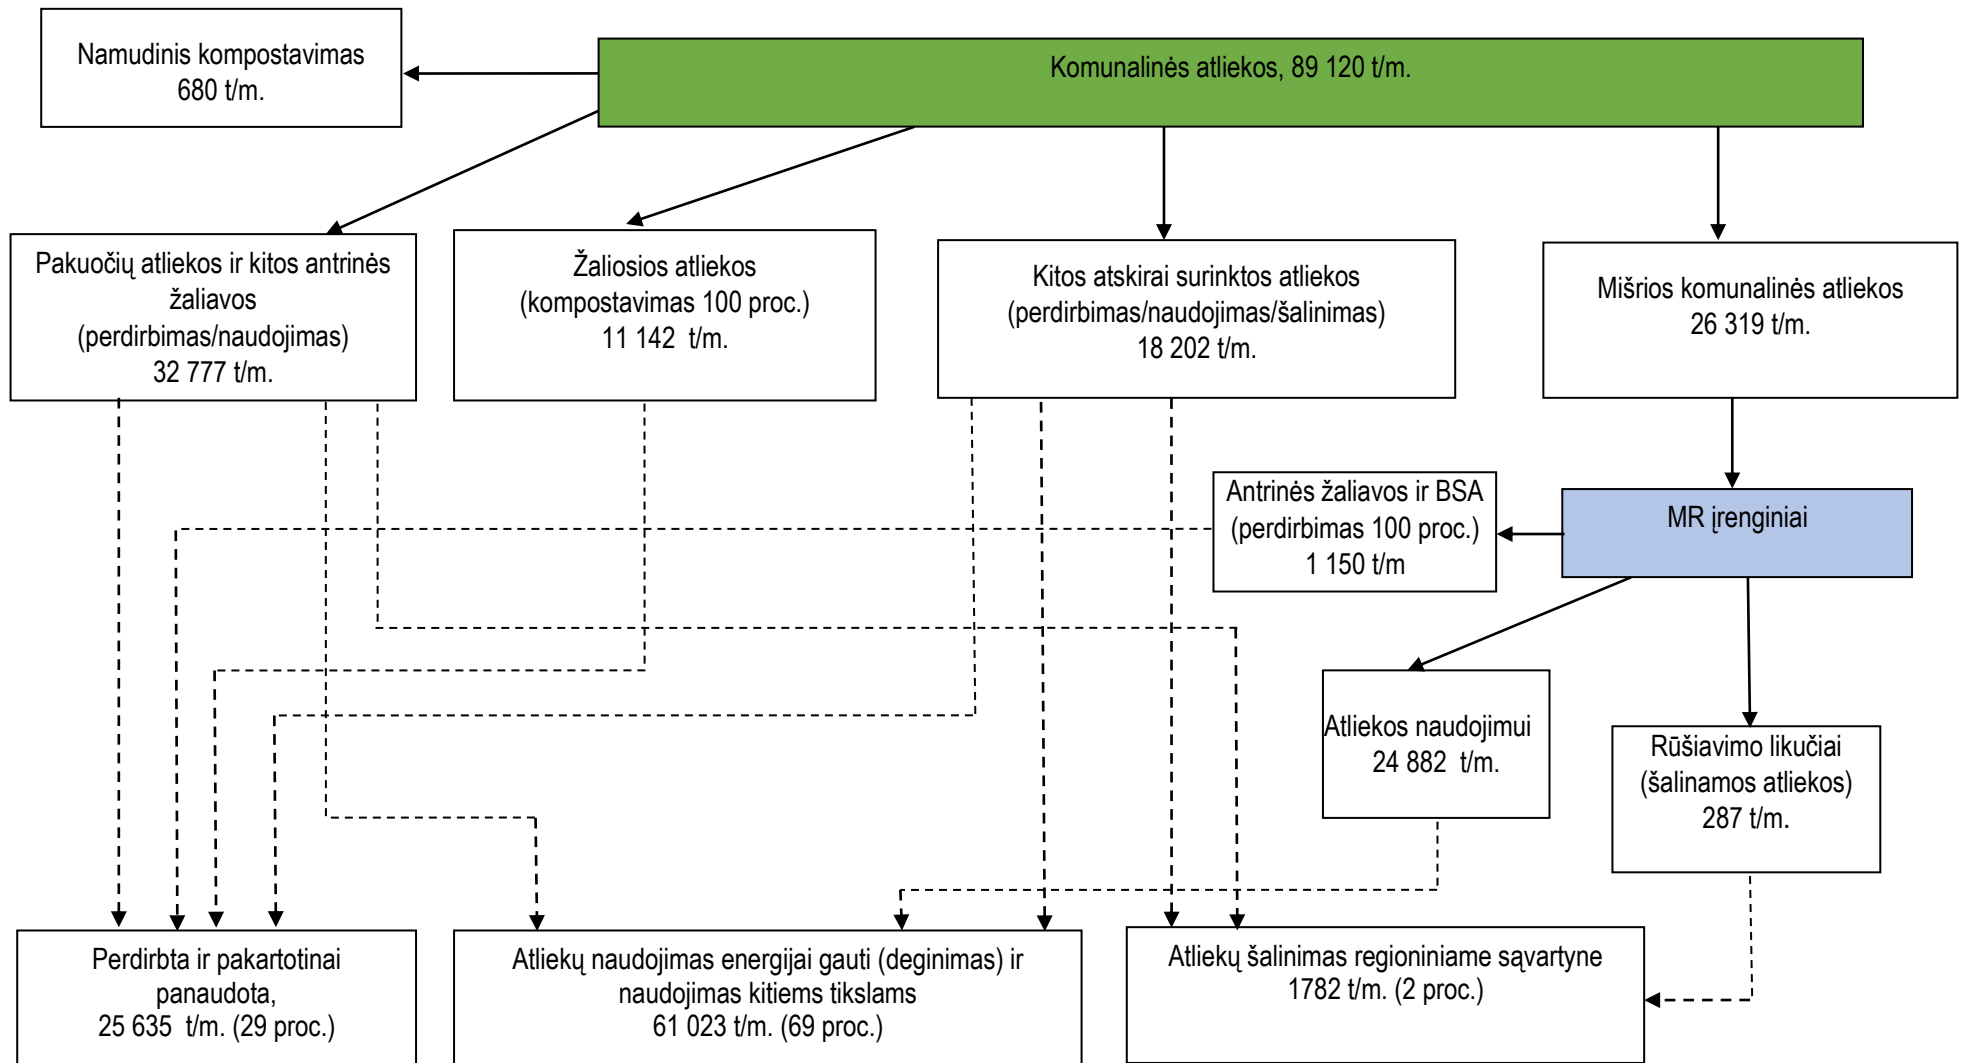 Namudinis kompostavimas
680 t/m.
Komunalinės atliekos, 89 120 t/m.
Pakuočių atliekos ir kitos antrinės
žaliavos
(perdirbimas/naudojimas)
32 777 t/m.
Žaliosios atliekos
(kompostavimas 100 proc.)
11 142 t/m.
Kitos atskirai surinktos atliekos
(perdirbimas/naudojimas/šalinimas)
18 202 t/m.
Mišrios komunalinės atliekos
26 319 t/m.
Antrinės žaliavos ir BSA
(perdirbimas 100 proc.)
1 150 t/m
MR įrenginiai
Atliekos naudojimui
24 882 t/m.
Rūšiavimo likučiai
(šalinamos atliekos)
287 t/m.
Perdirbta ir pakartotinai
panaudota,
25 635 t/m. (29 proc.)
Atliekų naudojimas energijai gauti (deginimas) ir
naudojimas kitiems tikslams
61 023 t/m. (69 proc.)
Atliekų šalinimas regioniniame sąvartyne
1782 t/m. (2 proc.)